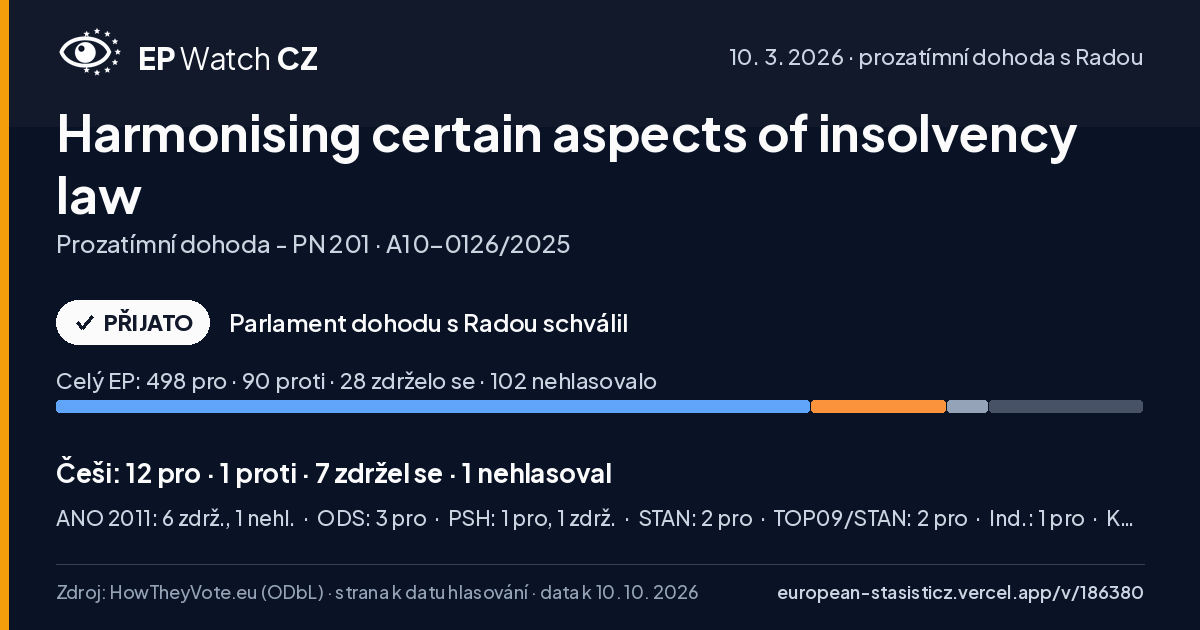 EP Watch CZ
10. 3. 2026 · prozatímní dohoda s Radou
Harmonising certain aspects of insolvency
law
Prozatímní dohoda - PN 201 · A10–0126/2025
✓ PŘIJATO
Parlament dohodu s Radou schválil
Celý EP: 498 pro · 90 proti · 28 zdrželo se · 102 nehlasovalo
Češi: 12 pro · 1 proti · 7 zdržel se · 1 nehlasoval
ANO 2011: 6 zdrž., 1 nehl. · ODS: 3 pro · PSH: 1 pro, 1 zdrž. · STAN: 2 pro · TOP09/STAN: 2 pro · Ind.: 1 pro · K…
Zdroj: HowTheyVote.eu (ODbL) · strana k datu hlasování · data k 10. 10. 2026
european-stasisticz.vercel.app/v/186380